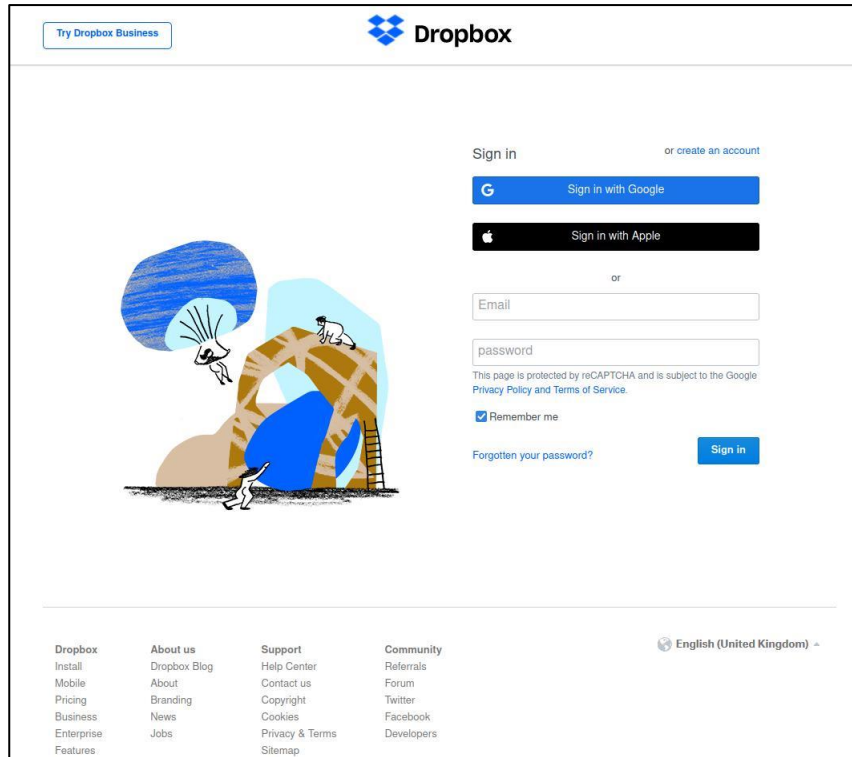 Try Dropbox Business
Dropbox
Sign in
or create an account
Sign in with Google
Sign in with Apple
or
Email
password
This page is protected by reCAPTCHA and is subject to the Google
Privacy Policy and Terms of Service.
Remember me
Forgotten your password?
Sign in
Dropbox
Install
Mobile
Pricing
Business
Enterprise
Features
About us
Dropbox Blog
About
Branding
News
Jobs
Support
Help Center
Contact us
Copyright
Cookies
Privacy & Terms
Sitemap
Community
Referrals
Forum
Twitter
Facebook
Developers
English (United Kingdom)